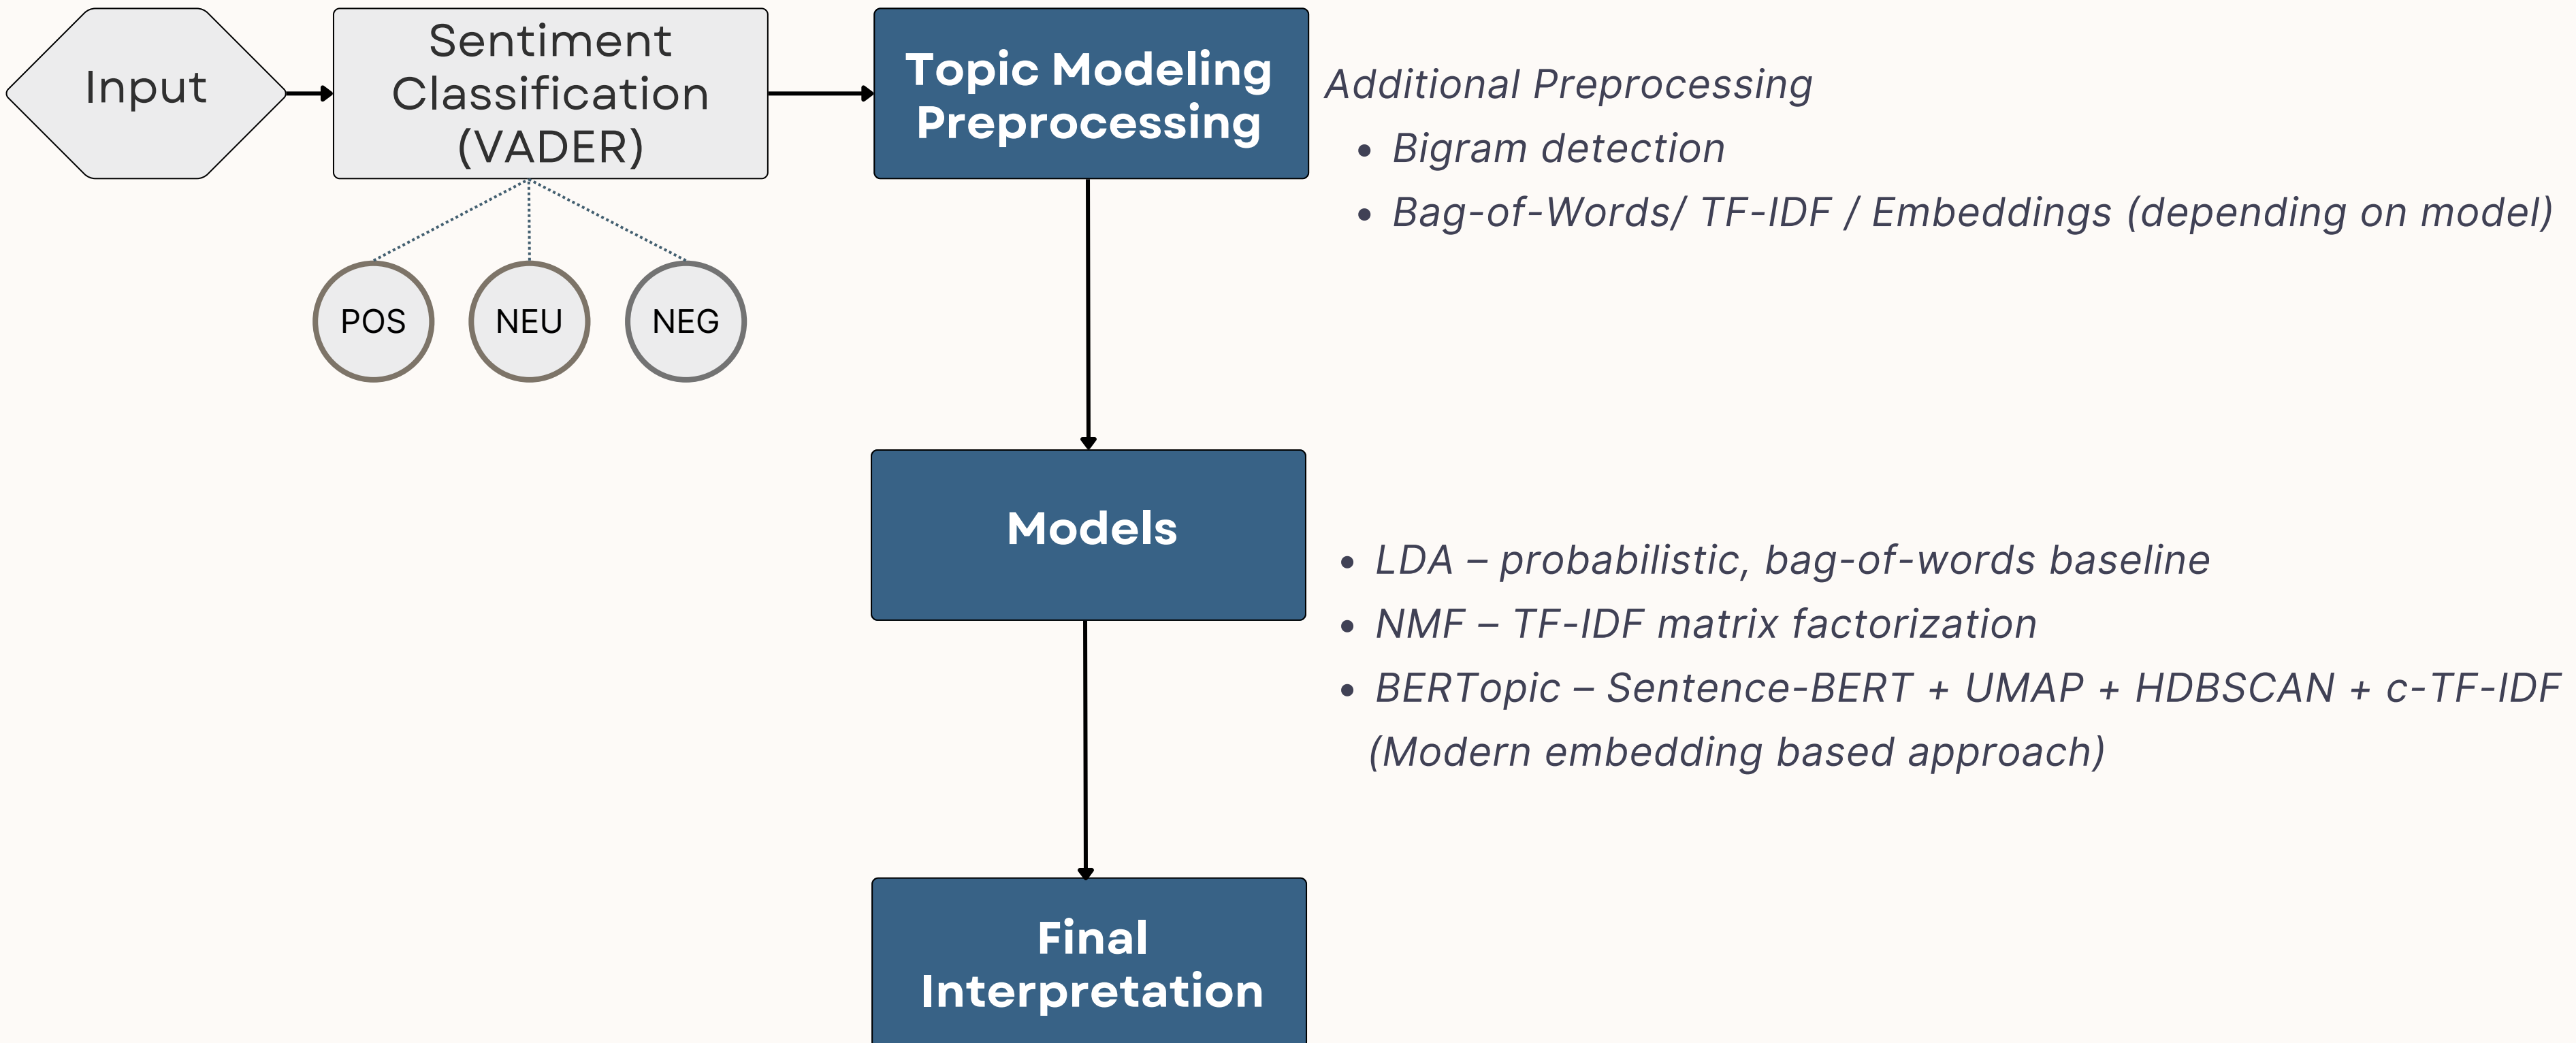 Input
Sentiment
Classification
(VADER)
Topic Modeling
Preprocessing
Additional Preprocessing
• Bigram detection
• Bag-of-Words/ TF-IDF / Embeddings (depending on model)
POS
NEU
NEG
Models
• LDA – probabilistic, bag-of-words baseline
• NMF – TF-IDF matrix factorization
• BERTopic – Sentence-BERT + UMAP + HDBSCAN + c-TF-IDF
(Modern embedding based approach)
Final
Interpretation